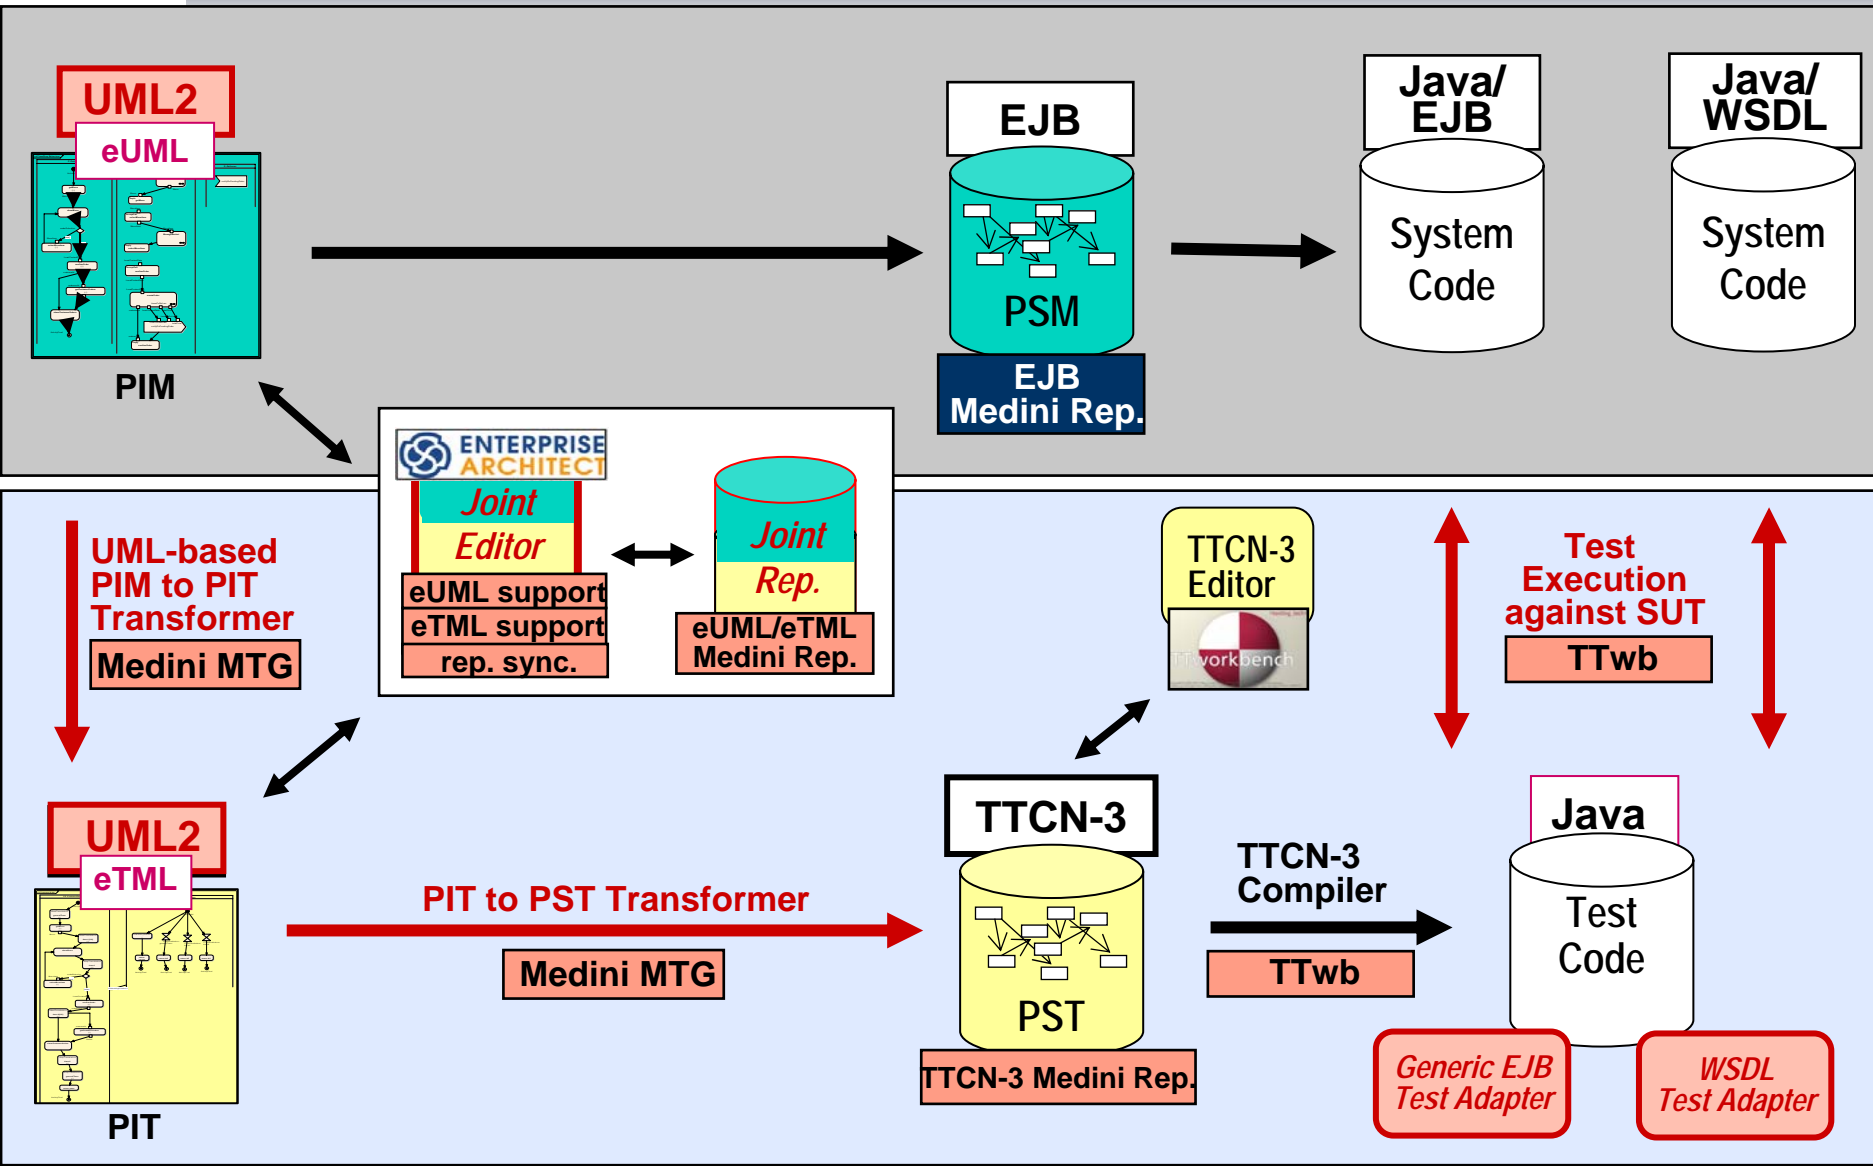 UML2
eUML
PIM
EJB
PSM
EJB
Medini Rep.
Java/
EJB
System
Code
Java/
WSDL
System
Code
ENTERPRISE
ARCHITECT
Joint
Editor
eUML support
eTML support
rep. sync.
Joint
Rep.
eUML/eTML
Medini Rep.
UML-based
PIM to PIT
Transformer
Medini MTG
TTCN-3
Editor
TTworkbench
Test
Execution
against SUT
TTwb
UML2
eTML
PIT
PIT to PST Transformer
Medini MTG
TTCN-3
PST
TTCN-3 Medini Rep.
TTCN-3
Compiler
TTwb
Java
Test
Code
Generic EJB
Test Adapter
WSDL
Test Adapter